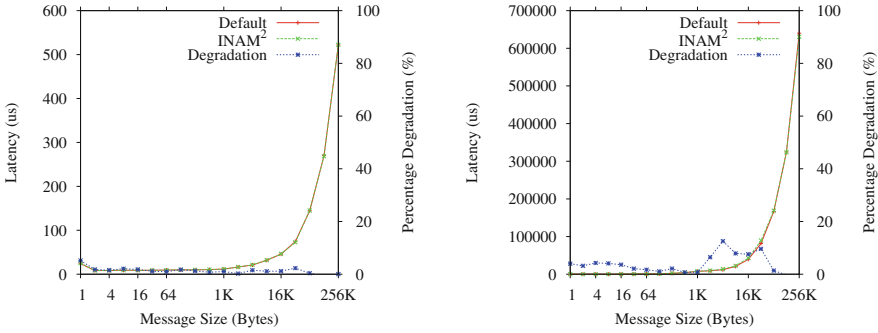 Default
INAM2
Degradation
Latency (us)
600
500
400
300
200
100
0
100
80
60
40
20
0
Percentage Degradation (%)
1 4 16 64 1K 16K 256K
Message Size (Bytes)
Default
INAM2
Degradation
Latency (us)
700000
600000
500000
400000
300000
200000
100000
0
100
80
60
40
20
0
Percentage Degradation (%)
1 4 16 64 1K 16K 256K
Message Size (Bytes)